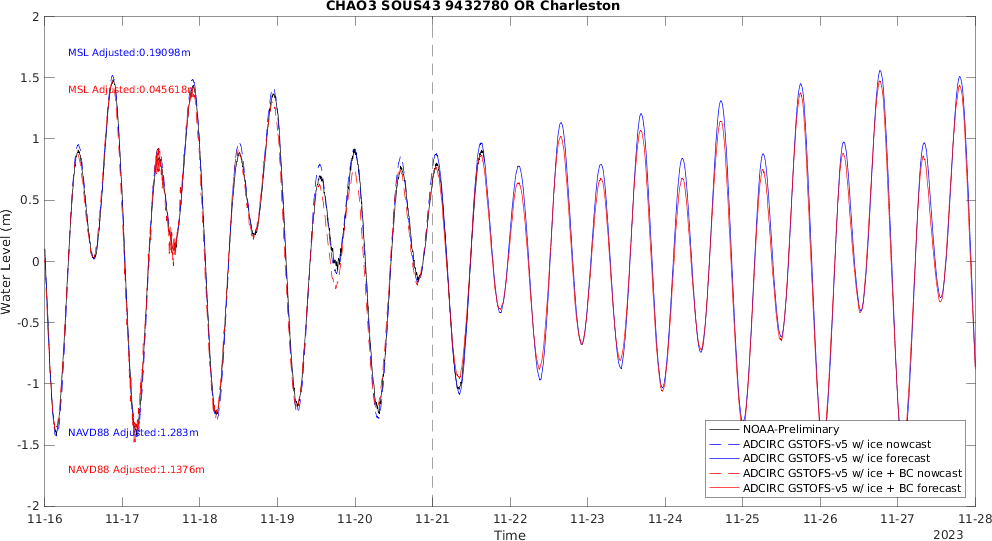 CHAO3 SOUS43 9432780 OR Charleston
2
MSL Adjusted:0.19098m
1.5
MSL Adjusted:0.045618m
1
0.5
Water Level (m)
0
-0.5
-1
NAVD88 Adjusted:1.283m
-1.5
NAVD88 Adjusted:1.1376m
-2
NOAA-Preliminary
ADCIRC GSTOFS-v5 w/ ice nowcast
ADCIRC GSTOFS-v5 w/ ice forecast
ADCIRC GSTOFS-v5 w/ ice + BC nowcast
ADCIRC GSTOFS-v5 w/ ice + BC forecast
11-16 11-17 11-18 11-19 11-20 11-21 11-22 11-23 11-24 11-25 11-26 11-27 11-28
Time
2023